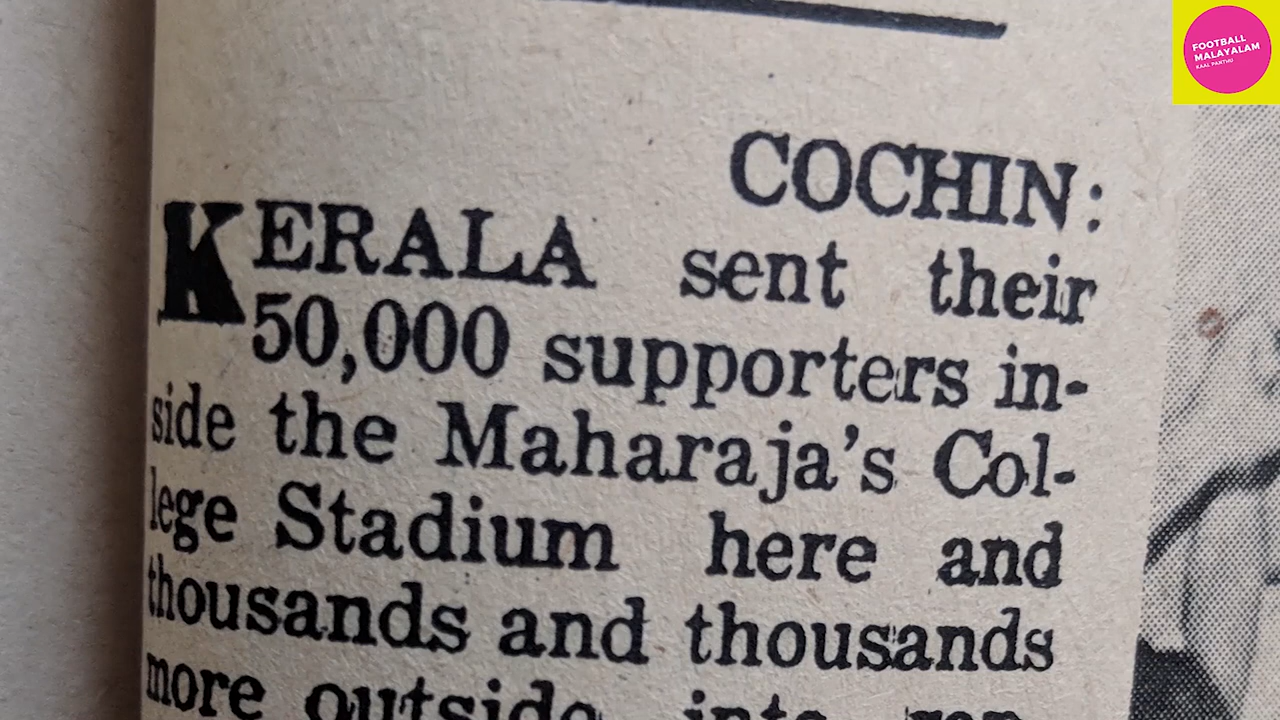 FOOTBALL
MALAYALAM
KAAL PANTHU
COCHIN:
KERALA sent their
50,000 supporters in-
side the Maharaja's Col-
lege Stadium here and
thousands and thousands
more outside into